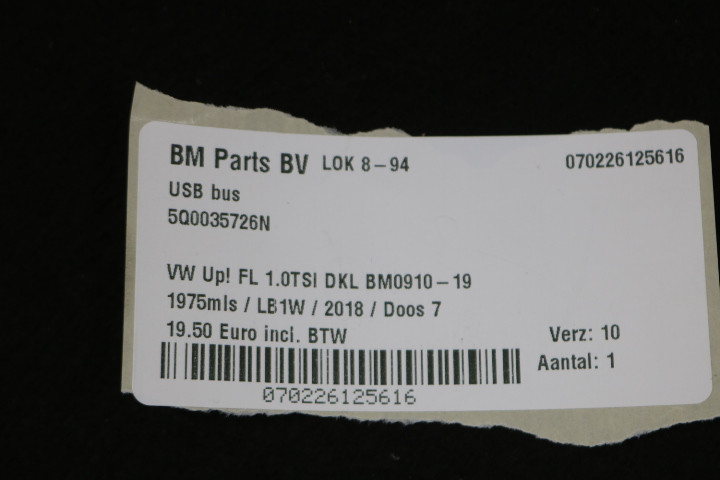 BM Parts BV LOK 8-94 070226125616
USB bus
5Q0035726N
VW Up! FL 1.0TSI DKL BM0910-19
1975mls / LB1W / 2018 / Doos 7
19.50 Euro incl. BTW Verz: 10
Aantal: 1
070226125616